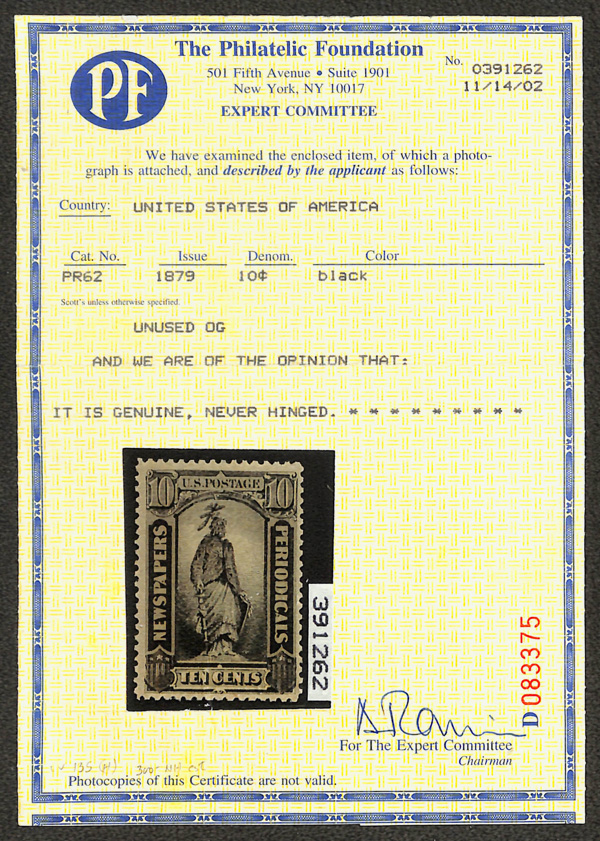 PF
The Philatelic Foundation
501 Fifth Avenue • Suite 1901
New York, NY 10017
EXPERT COMMITTEE
No. 0391262
11/14/02
We have examined the enclosed item, of which a photo-
graph is attached, and described by the applicant as follows:
Country: UNITED STATES OF AMERICA
Cat. No. Issue Denom. Color
PR62 1879 10¢ black
Scott's unless otherwise specified.
UNUSED OG
AND WE ARE OF THE OPINION THAT:
IT IS GENUINE, NEVER HINGED. * * * * * * * * *
10 U.S. POSTAGE 10
NEWSPAPERS
PERIODICALS
TEN CENTS
391262
D083375
For The Expert Committee
Chairman
135 (H) 300 NH
Photocopies of this Certificate are not valid.